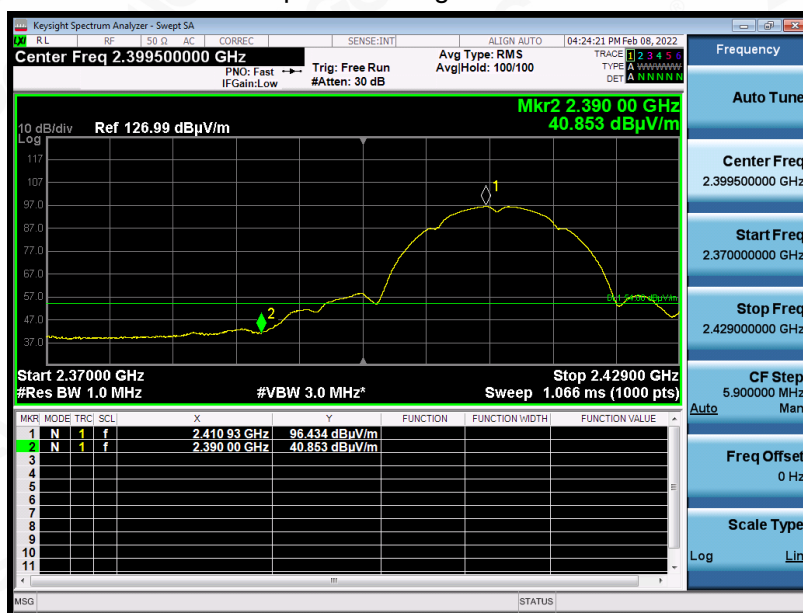 Keysight Spectrum Analyzer - Swept SA
LXI RL RF 50 Ω AC CORREC SENSE:INT ALIGN AUTO 04:24:21 PM Feb 08, 2022
Center Freq 2.399500000 GHz
PNO: Fast
IFGain:Low
Trig: Free Run
#Atten: 30 dB
Avg Type: RMS
Avg|Hold: 100/100
TRACE 1 2 3 4 5 6
TYPE A WWWWW
DET A N N N N N
Mkr2 2.390 00 GHz
40.853 dBµV/m
10 dB/div Ref 126.99 dBµV/m
Log
117
107
97.0
87.0
77.0
67.0
57.0
47.0
37.0
1
2
Start 2.37000 GHz Stop 2.42900 GHz
#Res BW 1.0 MHz #VBW 3.0 MHz* Sweep 1.066 ms (1000 pts)
MKR MODE TRC SCL X Y FUNCTION FUNCTION WIDTH FUNCTION VALUE
1 N 1 f 2.410 93 GHz 96.434 dBµV/m
2 N 1 f 2.390 00 GHz 40.853 dBµV/m
3
4
5
6
7
8
9
10
11
MSG STATUS
Frequency
Auto Tune
Center Freq
2.399500000 GHz
Start Freq
2.370000000 GHz
Stop Freq
2.429000000 GHz
CF Step
5.900000 MHz
Auto Man
Freq Offset
0 Hz
Scale Type
Log Lin